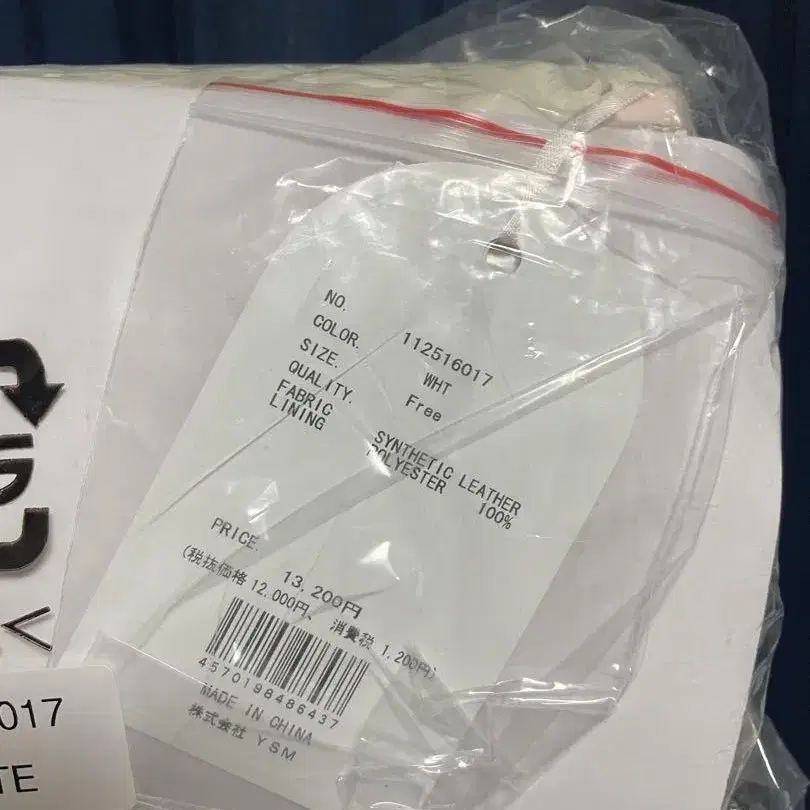 NO. 112516017
COLOR. WHT
SIZE. Free
QUALITY.
FABRIC SYNTHETIC LEATHER
LINING POLYESTER 100%
PRICE. 13,200円
(税抜価格 12,000円、 消費税 1,200円)
4570198486437
MADE IN CHINA
株式会社 YSM
017
TE